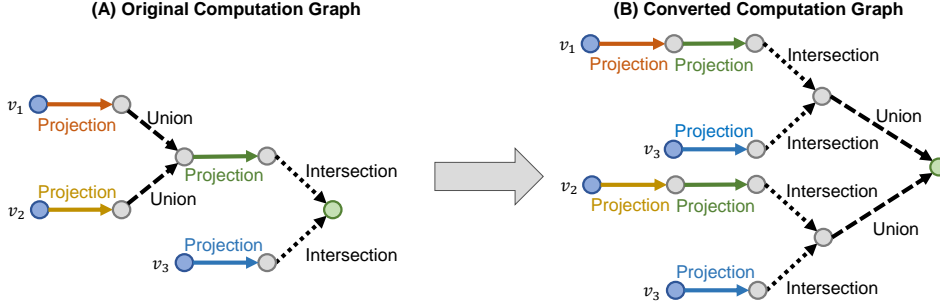 (A) Original Computation Graph
v1
Projection
Union
Projection
v2
Projection
Union
Intersection
Projection
v3
Intersection
(B) Converted Computation Graph
v1
Projection
Projection
Intersection
Projection
v3
Intersection
Union
v2
Projection
Projection
Intersection
Union
Projection
v3
Intersection